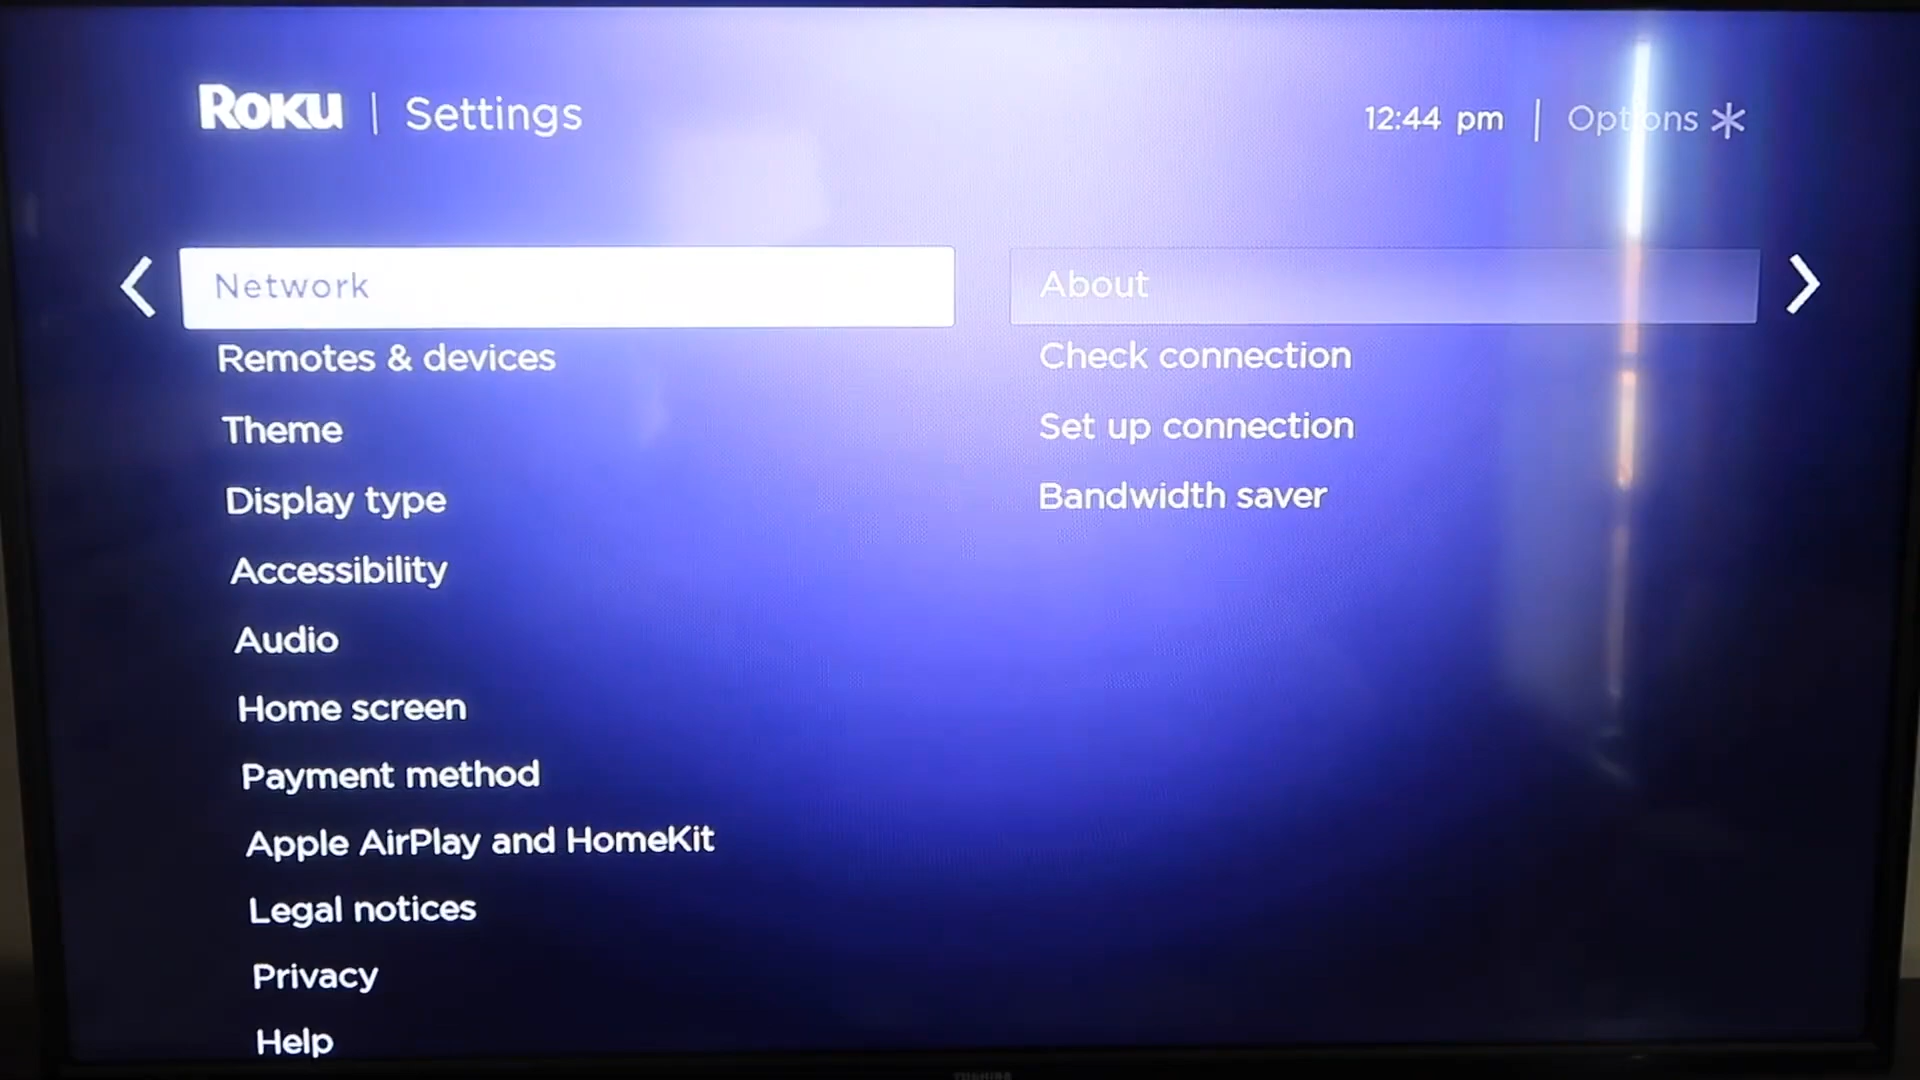 Roku | Settings
12:44 pm | Options
Network
Remotes & devices
Theme
Display type
Accessibility
Audio
Home screen
Payment method
Apple AirPlay and HomeKit
Legal notices
Privacy
Help
About
Check connection
Set up connection
Bandwidth saver